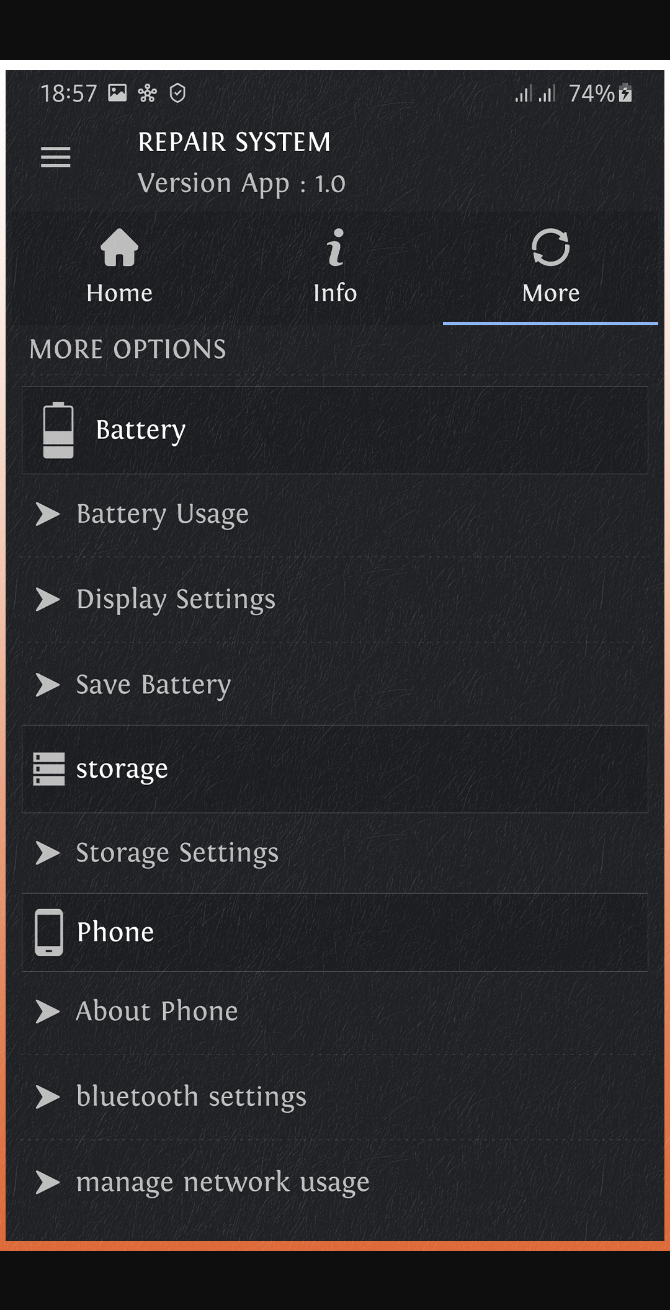 18:57 74%
REPAIR SYSTEM
Version App : 1.0
Home Info More
MORE OPTIONS
Battery
Battery Usage
Display Settings
Save Battery
storage
Storage Settings
Phone
About Phone
bluetooth settings
manage network usage